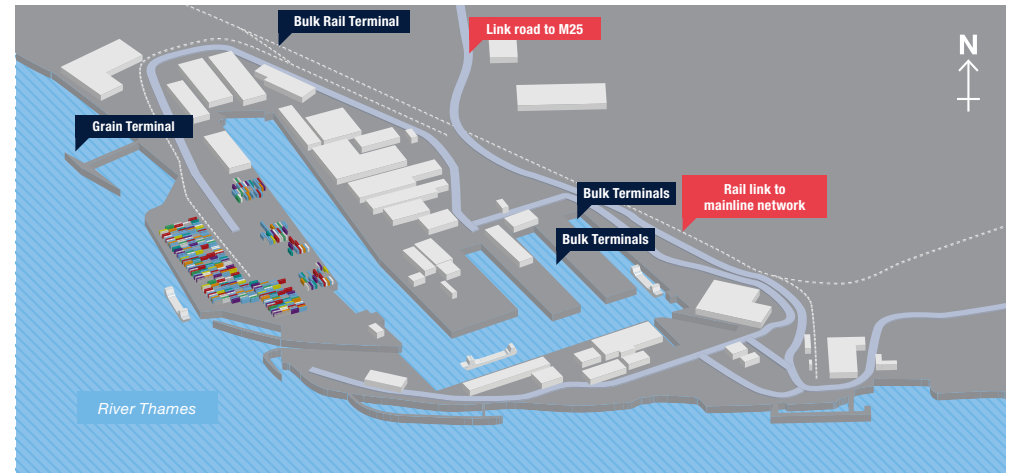 Bulk Rail Terminal
Link road to M25
N
Grain Terminal
Bulk Terminals
Rail link to
mainline network
Bulk Terminals
River Thames